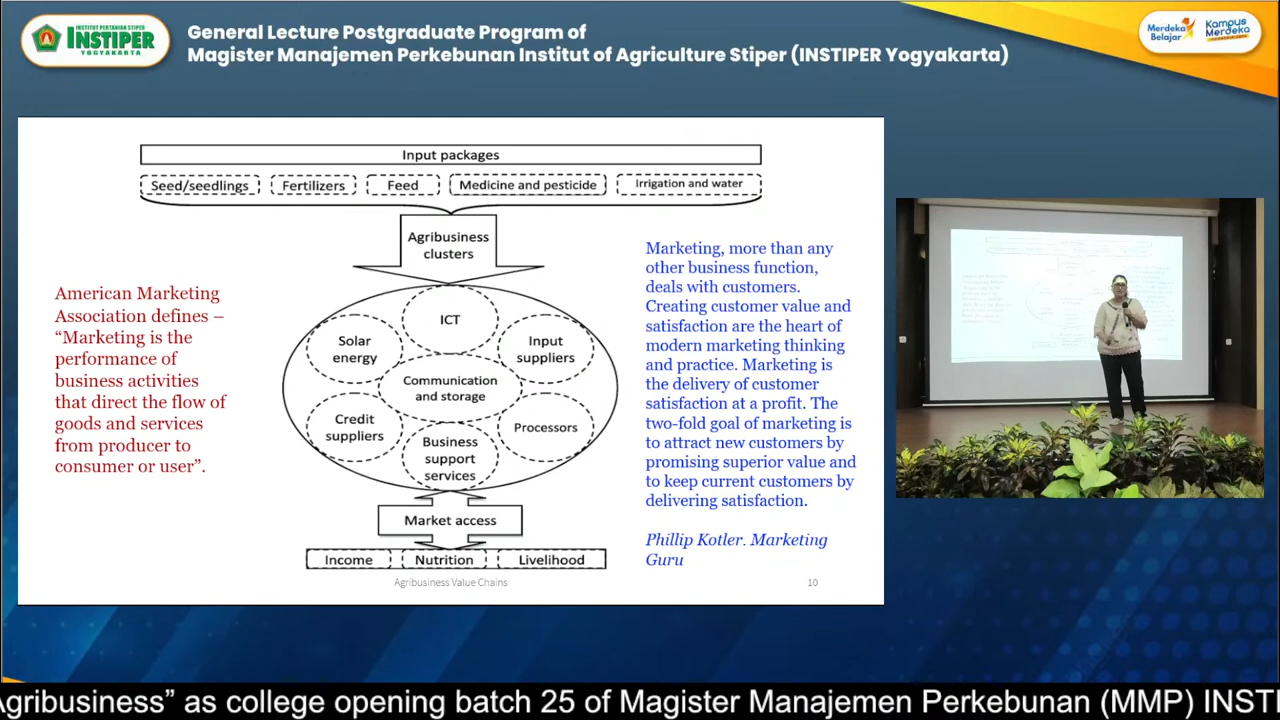 INSTITUT PERTANIAN STIPER
INSTIPER
YOGYAKARTA
General Lecture Postgraduate Program of
Magister Manajemen Perkebunan Institut of Agriculture Stiper (INSTIPER Yogyakarta)
Merdeka
Belajar
Kampus
Merdeka
Input packages
Seed/seedlings
Fertilizers
Feed
Medicine and pesticide
Irrigation and water
Agribusiness
clusters
American Marketing
Association defines –
“Marketing is the
performance of
business activities
that direct the flow of
goods and services
from producer to
consumer or user”.
ICT
Solar
energy
Input
suppliers
Communication
and storage
Credit
suppliers
Processors
Business
support
services
Market access
Income
Nutrition
Livelihood
Marketing, more than any
other business function,
deals with customers.
Creating customer value and
satisfaction are the heart of
modern marketing thinking
and practice. Marketing is
the delivery of customer
satisfaction at a profit. The
two-fold goal of marketing is
to attract new customers by
promising superior value and
to keep current customers by
delivering satisfaction.
Phillip Kotler. Marketing
Guru
Agribusiness Value Chains
10
gribusiness” as college opening batch 25 of Magister Manajemen Perkebunan (MMP) INSTI